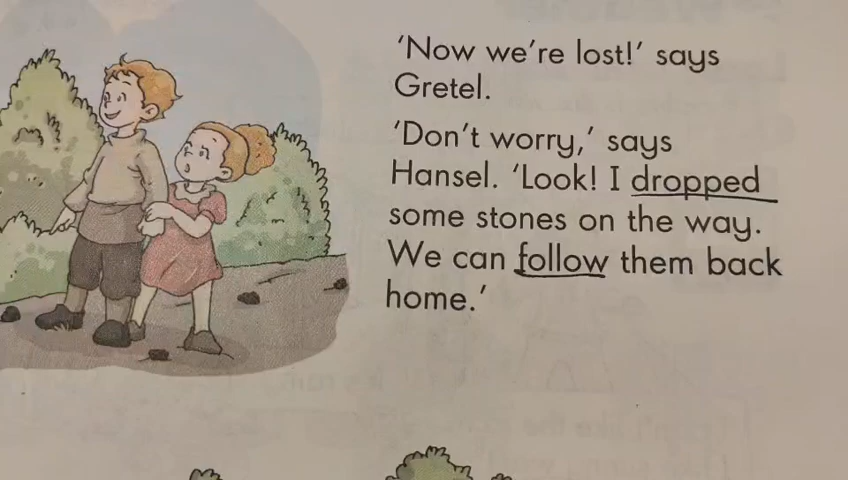 'Now we're lost!' says
Gretel.
'Don't worry,' says
Hansel. 'Look! I dropped
some stones on the way.
We can follow them back
home.'